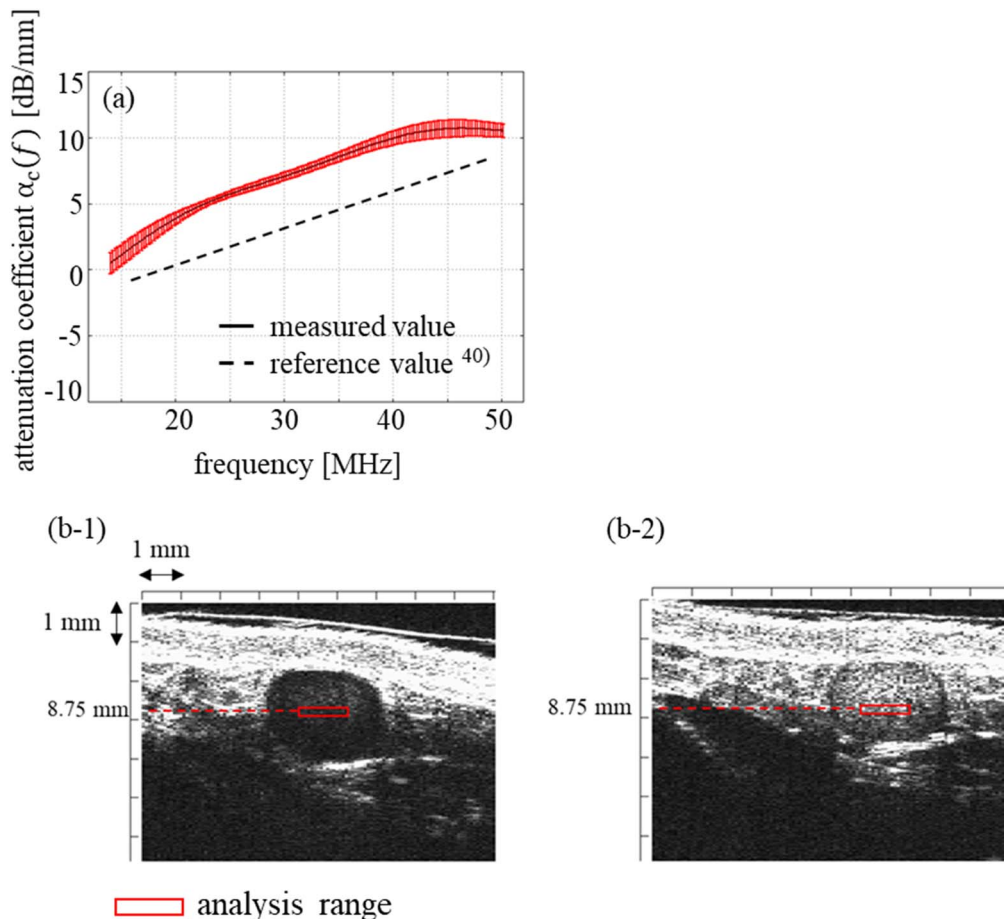 attenuation coefficient α_c(f) [dB/mm]
(a)
15
10
5
0
-5
-10
measured value
reference value 40)
20 30 40 50
frequency [MHz]
(b-1)
(b-2)
1 mm
1 mm
8.75 mm
8.75 mm
analysis range